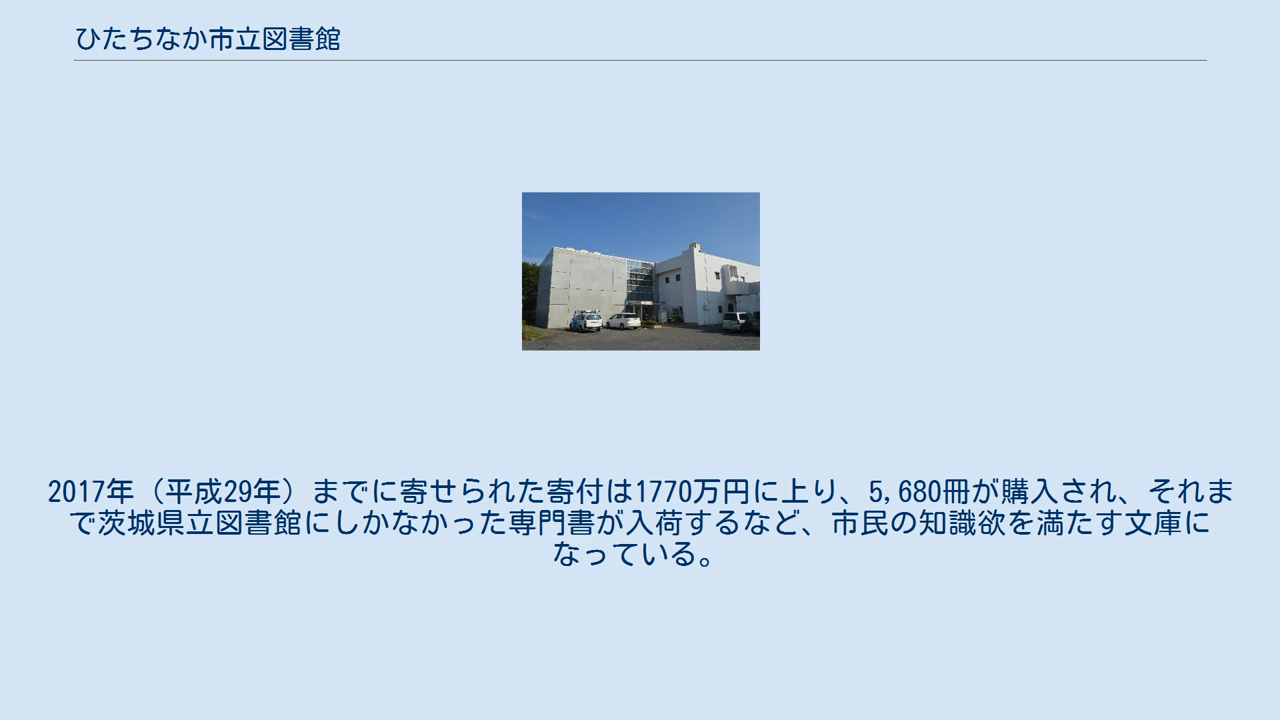 ひたちなか市立図書館
2017年（平成29年）までに寄せられた寄付は1770万円に上り、5,680冊が購入され、それま
で茨城県立図書館にしかなかった専門書が入荷するなど、市民の知識欲を満たす文庫に
なっている。